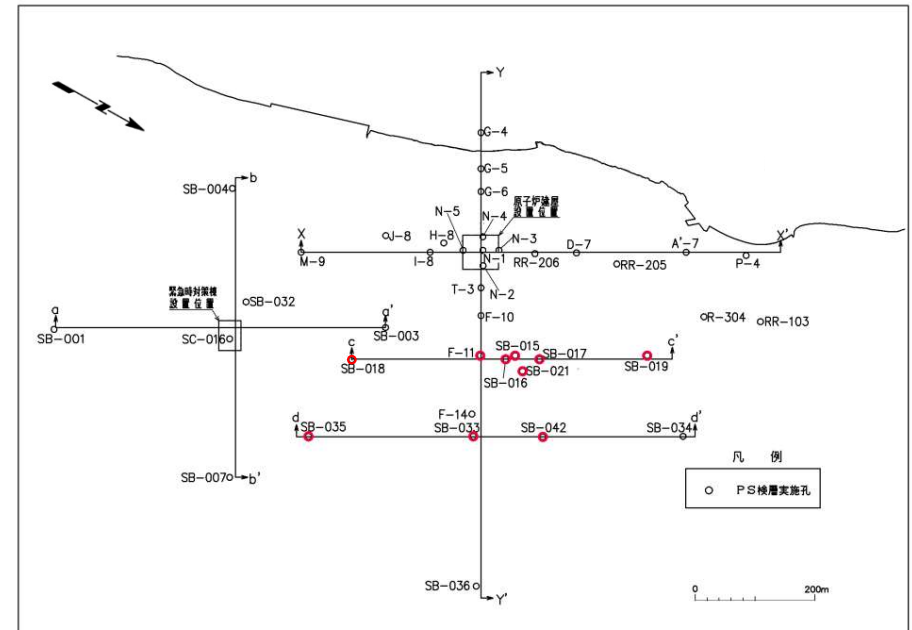 Y
G-4
G-5
SB-004
b
G-6
N-5
N-4
原子炉建屋
設置位置
X
J-8
H-8
N-3
D-7
A'-7
X'
M-9
I-8
N-1
RR-206
RR-205
P-4
N-2
T-3
緊急時対策棟
設置位置
SB-032
a
a'
F-10
R-304
RR-103
SB-001
SC-016
SB-003
c
F-11
SB-015
SB-017
c'
SB-018
SB-016
SB-021
SB-019
F-14
d
SB-035
SB-033
SB-042
SB-034
d'
凡 例
PS検層実施孔
SB-007
b'
SB-036
Y'
0 200m